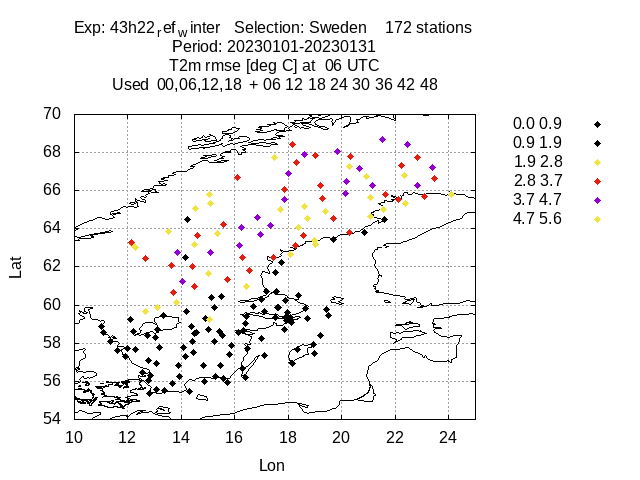 Exp: 43h22refwinter Selection: Sweden 172 stations
Period: 20230101-20230131
T2m rmse [deg C] at 06 UTC
Used 00,06,12,18 + 06 12 18 24 30 36 42 48
70
68
66
64
62
60
58
56
54
Lat
10 12 14 16 18 20 22 24
Lon
0.0 0.9
0.9 1.9
1.9 2.8
2.8 3.7
3.7 4.7
4.7 5.6